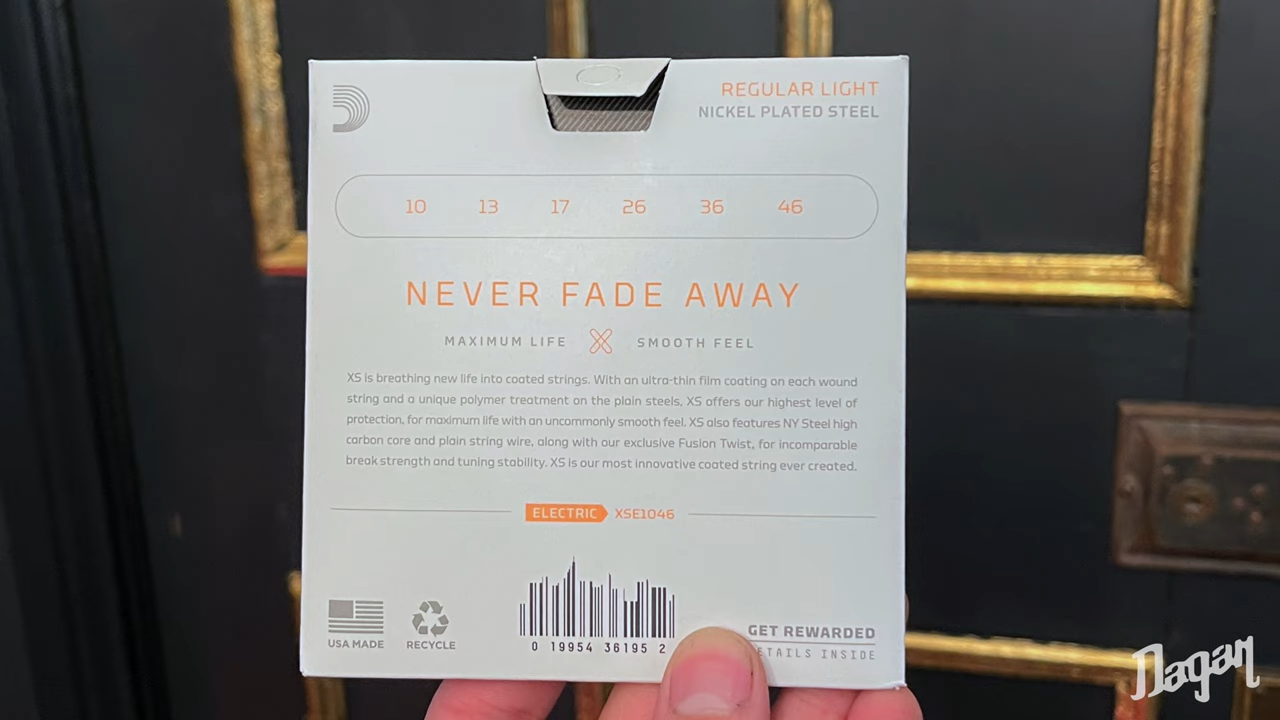 REGULAR LIGHT
NICKEL PLATED STEEL
10 13 17 26 36 46
NEVER FADE AWAY
MAXIMUM LIFE SMOOTH FEEL
XS is breathing new life into coated strings. With an ultra-thin film coating on each wound
string and a unique polymer treatment on the plain steels, XS offers our highest level of
protection, for maximum life with an uncommonly smooth feel. XS also features NY Steel high
carbon core and plain string wire, along with our exclusive Fusion Twist, for incomparable
break strength and tuning stability. XS is our most innovative coated string ever created.
ELECTRIC XSE1046
USA MADE
RECYCLE
0 19954 36195 2
GET REWARDED
ETAILS INSIDE
Dagan